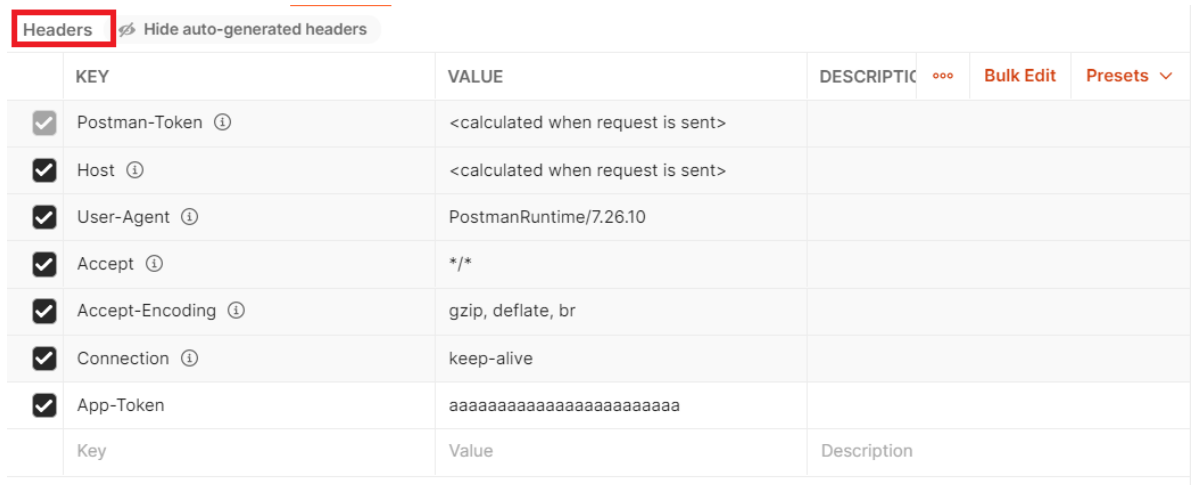 Headers Hide auto-generated headers
KEY VALUE DESCRIPTIC ooo Bulk Edit Presets
Postman-Token <calculated when request is sent>
Host <calculated when request is sent>
User-Agent PostmanRuntime/7.26.10
Accept */*
Accept-Encoding gzip, deflate, br
Connection keep-alive
App-Token aaaaaaaaaaaaaaaaaaaaaaaa
Key Value Description